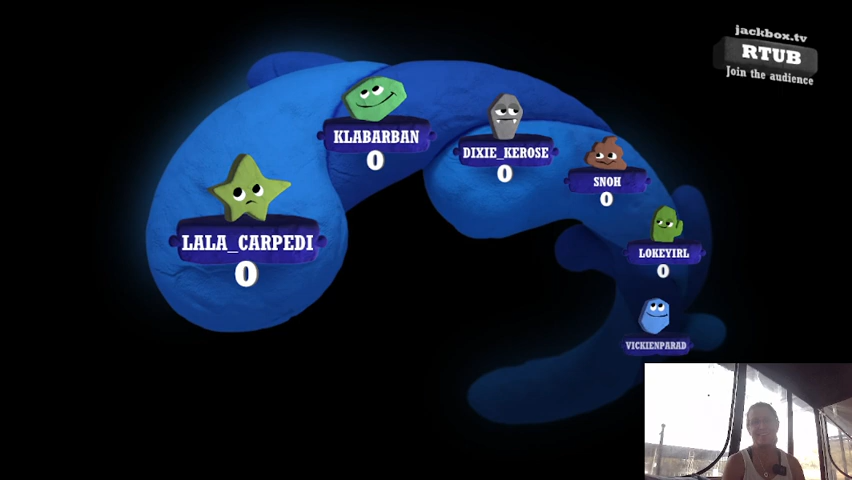 jackbox.tv
RTUB
Join the audience
KLABARBAN
0
DIXIE_KEROSE
0
SNOH
0
LALA_CARPEDI
0
LOKEYIRL
0
VICKIENPARAD